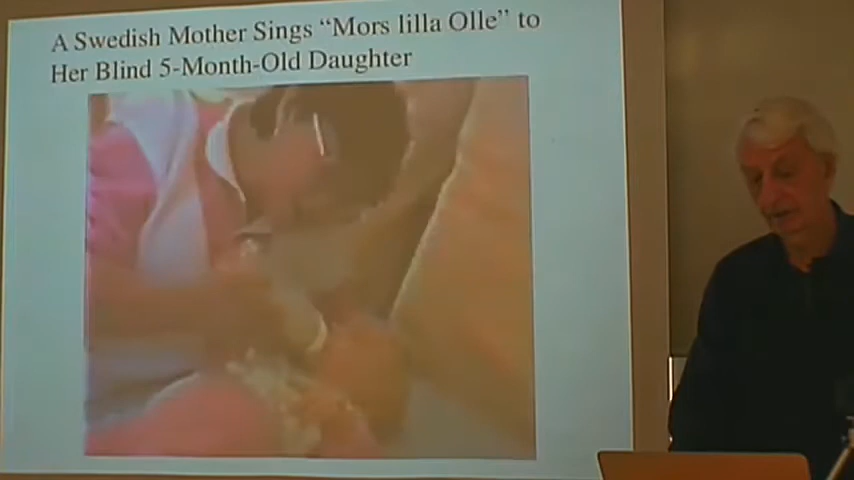 A Swedish Mother Sings “Mors lilla Olle” to
Her Blind 5-Month-Old Daughter